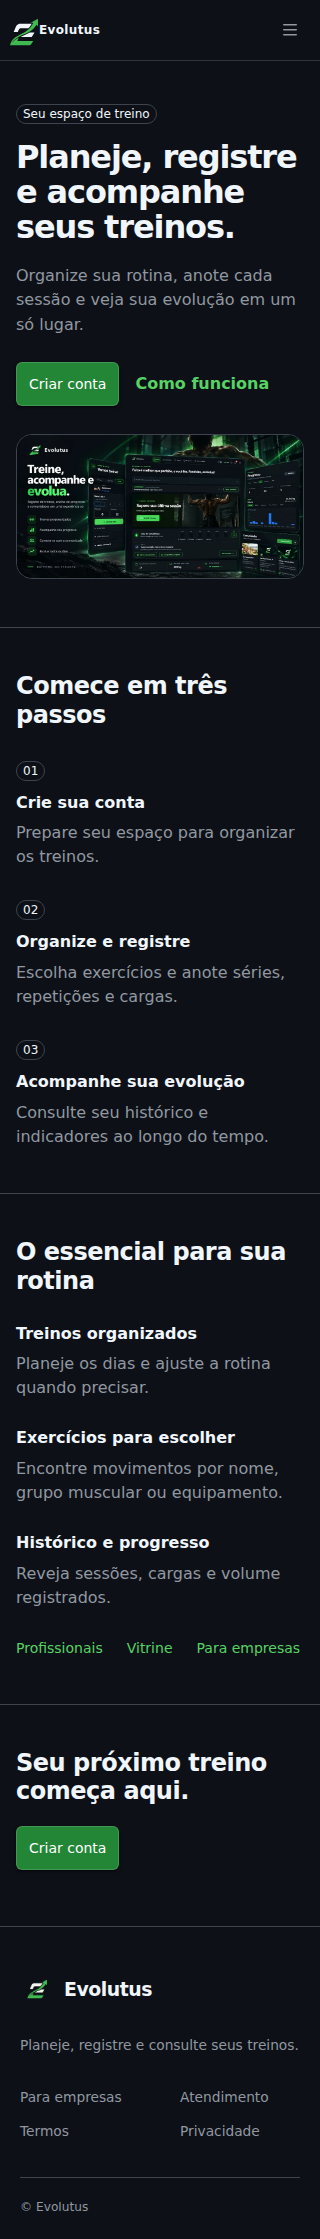 Evolutus
Seu espaço de treino
Planeje, registre
e acompanhe
seus treinos.
Organize sua rotina, anote cada
sessão e veja sua evolução em um
só lugar.
Criar conta
Como funciona
Evolutus
Treine,
acompanhe e
evolua.
Comece em três
passos
01
Crie sua conta
Prepare seu espaço para organizar
os treinos.
02
Organize e registre
Escolha exercícios e anote séries,
repetições e cargas.
03
Acompanhe sua evolução
Consulte seu histórico e
indicadores ao longo do tempo.
O essencial para sua
rotina
Treinos organizados
Planeje os dias e ajuste a rotina
quando precisar.
Exercícios para escolher
Encontre movimentos por nome,
grupo muscular ou equipamento.
Histórico e progresso
Reveja sessões, cargas e volume
registrados.
Profissionais Vitrine Para empresas
Seu próximo treino
começa aqui.
Criar conta
Evolutus
Planeje, registre e consulte seus treinos.
Para empresas Atendimento
Termos Privacidade
© Evolutus